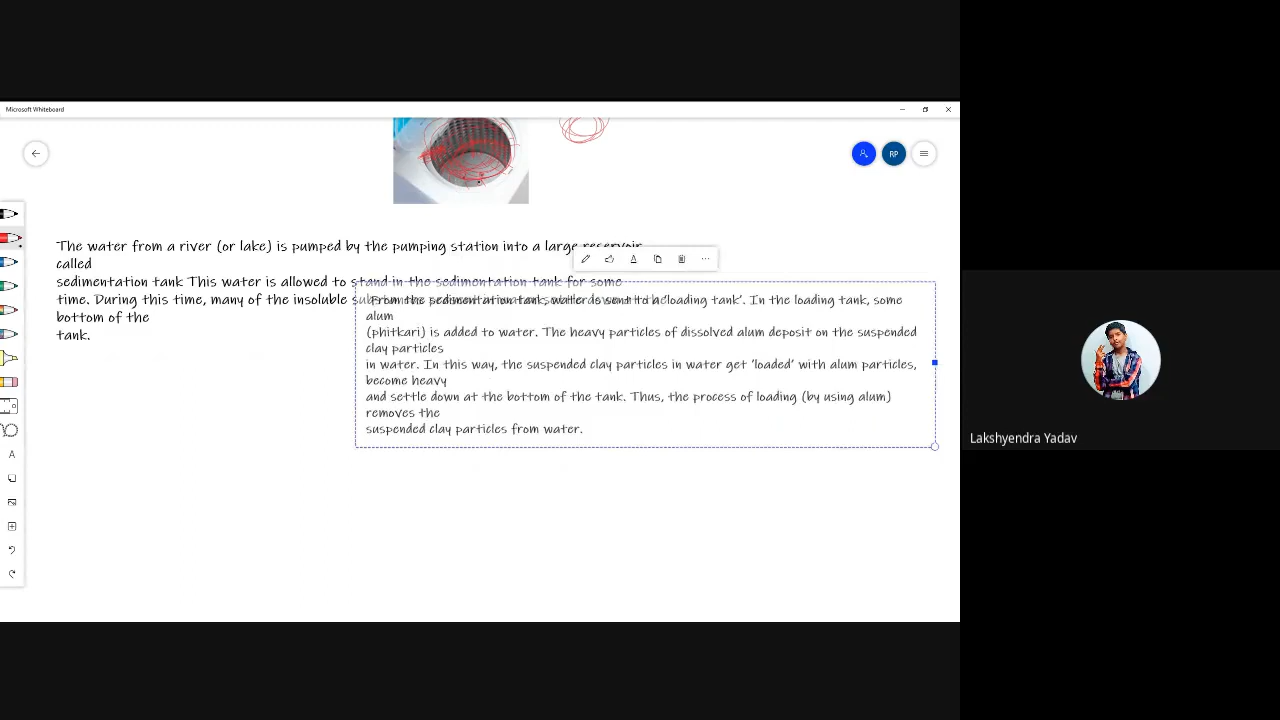 Microsoft Whiteboard
RP
The water from a river (or lake) is pumped by the pumping station into a large reservoir
called
sedimentation tank This water is allowed to stand in the sedimentation tank for some
time. During this time, many of the insoluble
bottom of the
tank.
From the sedimentation tank, water is sent to a 'loading tank'. In the loading tank, some
alum
(phitkari) is added to water. The heavy particles of dissolved alum deposit on the suspended
clay particles
in water. In this way, the suspended clay particles in water get 'loaded' with alum particles,
become heavy
and settle down at the bottom of the tank. Thus, the process of loading (by using alum)
removes the
suspended clay particles from water.
A
Lakshyendra Yadav